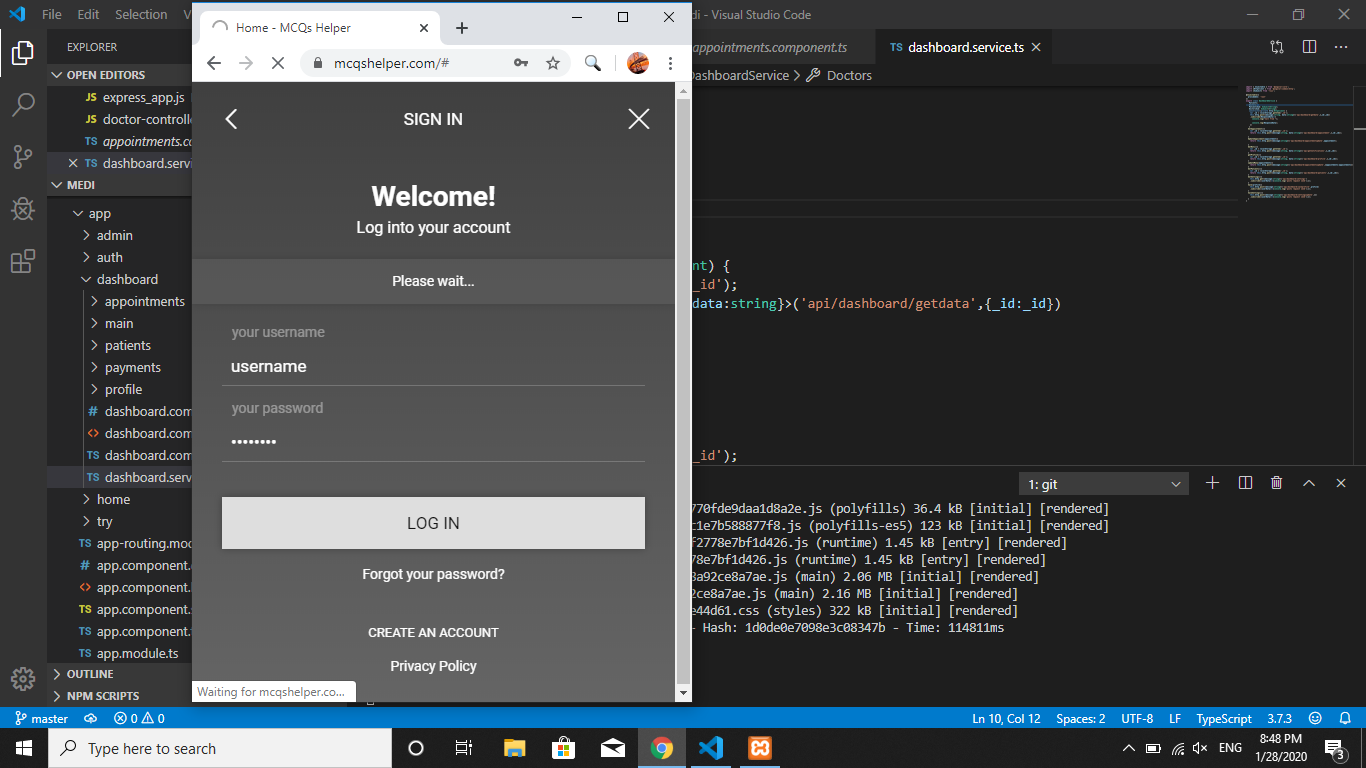 File Edit Selection
di - Visual Studio Code
Home - MCQs Helper
mcqshelper.com/#
EXPLORER
OPEN EDITORS
JS express_app.js
JS doctor-controlle
TS appointments.co
TS dashboard.servi
MEDI
app
admin
auth
dashboard
appointments
main
patients
payments
profile
# dashboard.com
<> dashboard.com
TS dashboard.com
TS dashboard.serv
home
try
TS app-routing.mod
# app.component.
<> app.component.
TS app.component.
TS app.component.
TS app.module.ts
OUTLINE
NPM SCRIPTS
SIGN IN
Welcome!
Log into your account
Please wait...
your username
username
your password
••••••••
LOG IN
Forgot your password?
CREATE AN ACCOUNT
Privacy Policy
Waiting for mcqshelper.co...
appointments.component.ts
TS dashboard.service.ts
DashboardService > Doctors
nt) {
_id');
data:string}>('api/dashboard/getdata',{_id:_id})
_id');
1: git
770fde9daa1d8a2e.js (polyfills) 36.4 kB [initial] [rendered]
c1e7b588877f8.js (polyfills-es5) 123 kB [initial] [rendered]
f2778e7bf1d426.js (runtime) 1.45 kB [entry] [rendered]
78e7bf1d426.js (runtime) 1.45 kB [entry] [rendered]
3a92ce8a7ae.js (main) 2.06 MB [initial] [rendered]
2ce8a7ae.js (main) 2.16 MB [initial] [rendered]
e44d61.css (styles) 322 kB [initial] [rendered]
- Hash: 1d0de0e7098e3c08347b - Time: 114811ms
master
0 0
Ln 10, Col 12 Spaces: 2 UTF-8 LF TypeScript 3.7.3
Type here to search
ENG
8:48 PM
1/28/2020
3